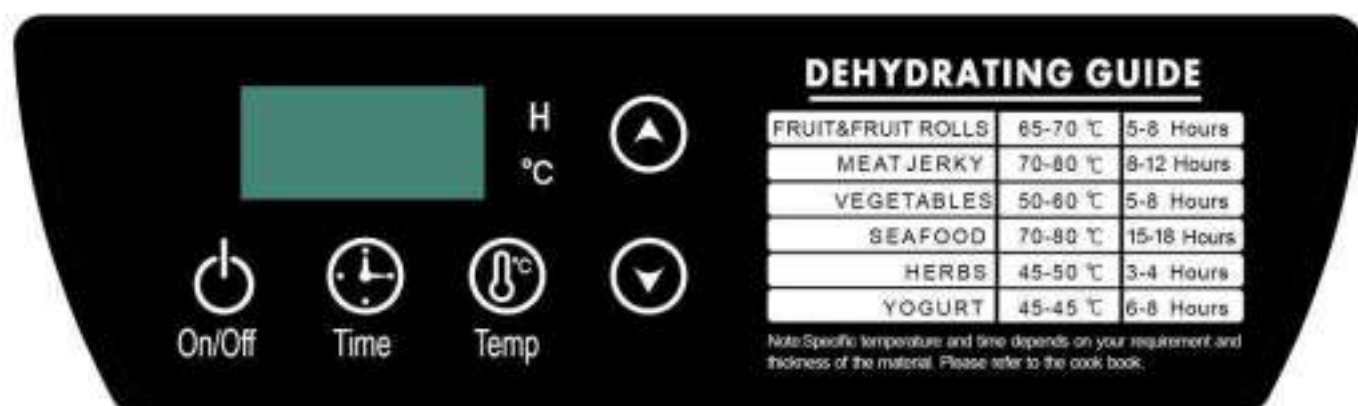 H
°C
°C
On/Off
Time
Temp
DEHYDRATING GUIDE
FRUIT&FRUIT ROLLS 65-70 ℃ 5-8 Hours
MEAT JERKY 70-80 ℃ 8-12 Hours
VEGETABLES 50-60 ℃ 5-8 Hours
SEAFOOD 70-80 ℃ 15-18 Hours
HERBS 45-50 ℃ 3-4 Hours
YOGURT 45-45 ℃ 6-8 Hours
Note:Specific temperature and time depends on your requirement and
thickness of the material. Please refer to the cook book.